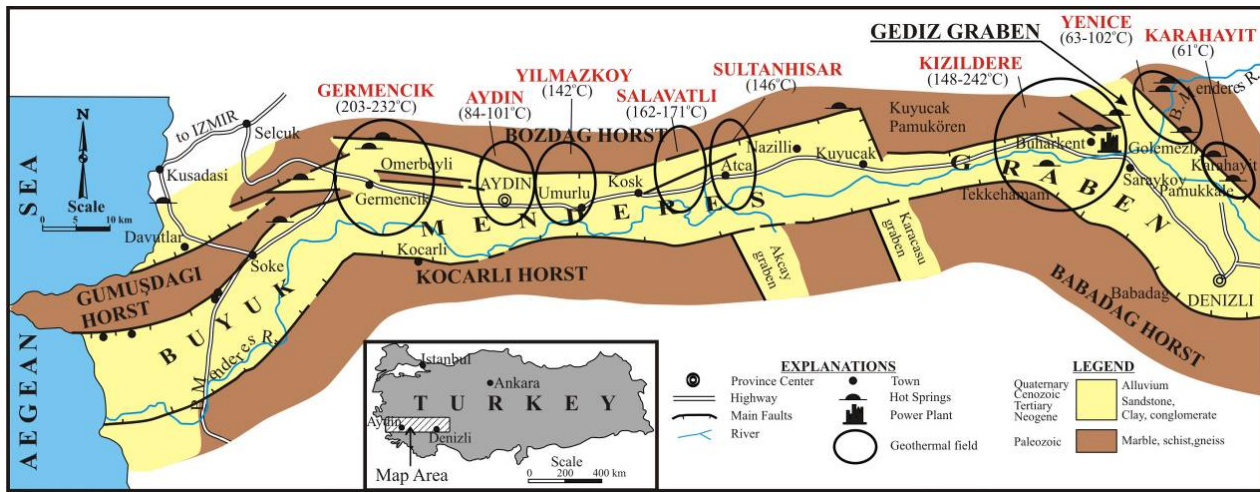 GEDIZ GRABEN
YENICE
(63-102°C)
KARAHAYIT
(61°C)
GERMENCIK
(203-232°C)
AYDIN
(84-101°C)
YILMAZKOY
(142°C)
SALAVATLI
(162-171°C)
SULTANHISAR
(146°C)
KIZILDERE
(148-242°C)
N
to IZMIR
Selcuk
Kusadasi
Scale
0 5 10 km
AEGEAN SEA
Davutlar
Soke
GUMUŞDAGI
HORST
BOZDAG HORST
Omerbeyli
Germencik
AYDIN
Umurlu
Kosk
Atca
Nazilli
Kuyucak
Kuyucak
Pamukören
Buharkent
Golemezli
B. M enderes R.
Karahayit
Pamukkale
Saraykoy
Tekkehamam
BUYUK MENDERES GRABEN
B. Menderes R.
Kocarli
KOCARLI HORST
Akcay
graben
Karacasu
graben
BABADAG HORST
Babadag
DENIZLI
Istanbul
Ankara
TURKEY
Aydin
Denizli
Map Area
Scale
0 200 400 km
EXPLANATIONS
Province Center
Highway
Main Faults
River
Town
Hot Springs
Power Plant
Geothermal field
LEGEND
Quaternary
Cenozoic
Tertiary
Neogene
Alluvium
Sandstone,
Clay, conglomerate
Paleozoic
Marble, schist,gneiss